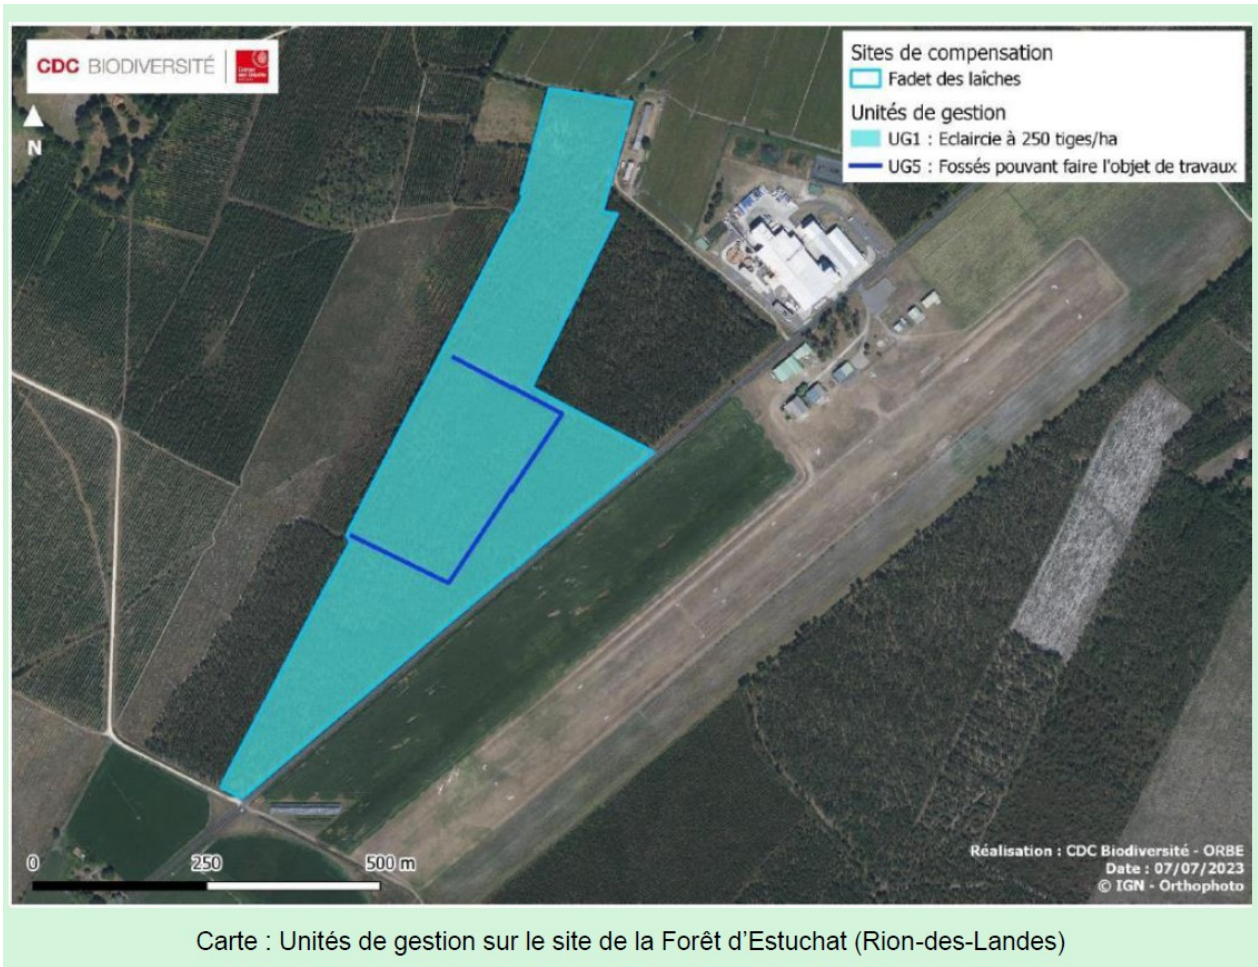 CDC BIODIVERSITÉ
N
Sites de compensation
Fadet des laîches
Unités de gestion
UG1 : Eclaircie à 250 tiges/ha
UG5 : Fossés pouvant faire l'objet de travaux
0 250 500 m
Réalisation : CDC Biodiversité - ORBE
Date : 07/07/2023
© IGN - Orthophoto
Carte : Unités de gestion sur le site de la Forêt d’Estuchat (Rion-des-Landes)